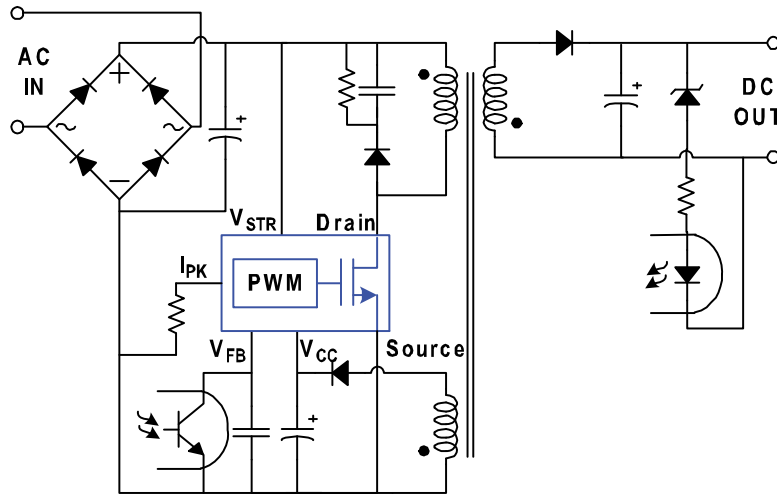 AC
IN
+
~
~
−
+
+
DC
OUT
VSTR
Drain
IPK
PWM
VFB
VCC
Source
+